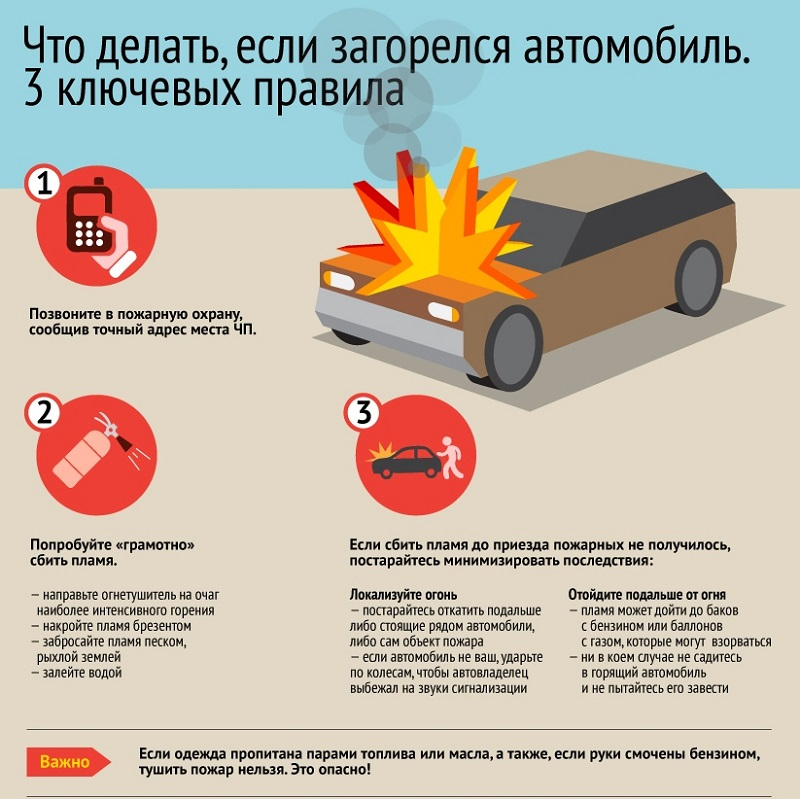 Что делать, если загорелся автомобиль.
3 ключевых правила
1
Позвоните в пожарную охрану,
сообщив точный адрес места ЧП.
2
Попробуйте «грамотно»
сбить пламя.
— направьте огнетушитель на очаг
наиболее интенсивного горения
— накройте пламя брезентом
— забросайте пламя песком,
рыхлой землей
— залейте водой
3
Если сбить пламя до приезда пожарных не получилось,
постарайтесь минимизировать последствия:
Локализуйте огонь
— постарайтесь откатить подальше
либо стоящие рядом автомобили,
либо сам объект пожара
— если автомобиль не ваш, ударьте
по колесам, чтобы автовладелец
выбежал на звуки сигнализации
Отойдите подальше от огня
— пламя может дойти до баков
с бензином или баллонов
с газом, которые могут взорваться
— ни в коем случае не садитесь
в горящий автомобиль
и не пытайтесь его завести
Важно
Если одежда пропитана парами топлива или масла, а также, если руки смочены бензином,
тушить пожар нельзя. Это опасно!